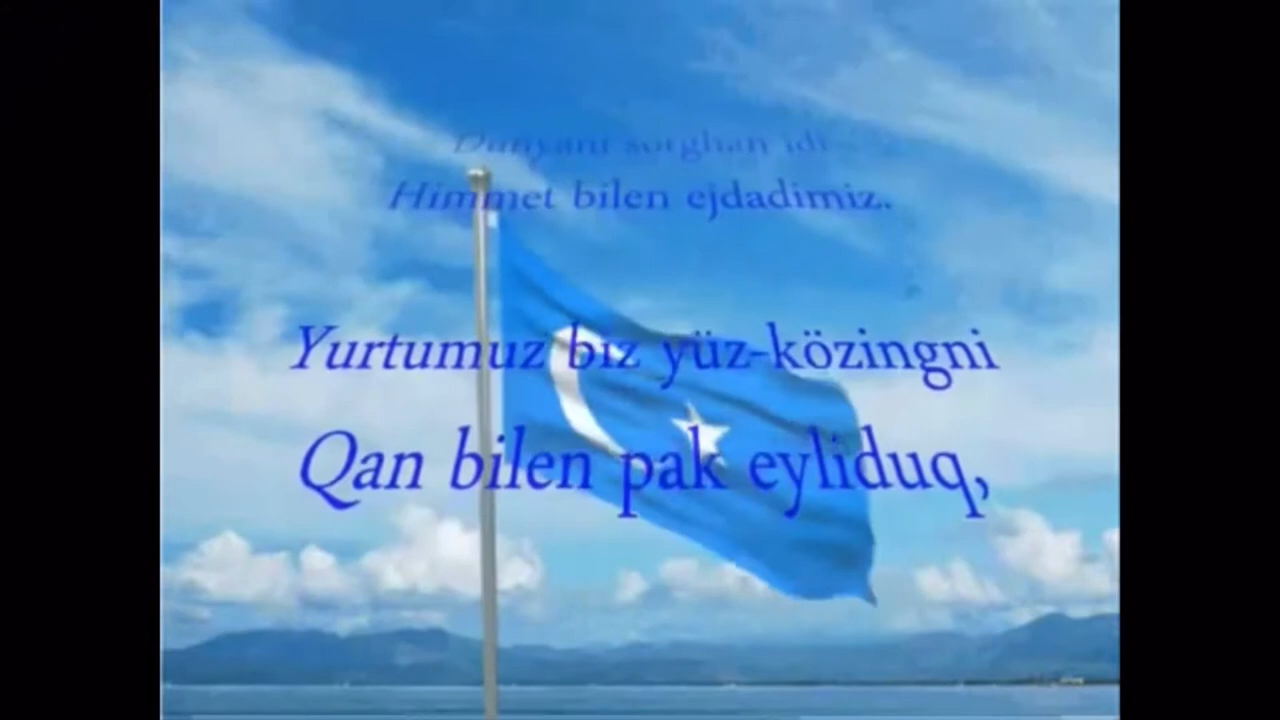 Dunyani sorghan idi
Himmet bilen ejdadimiz.
Yurtumuz biz yüz-közingni
Qan bilen pak eyliduq,